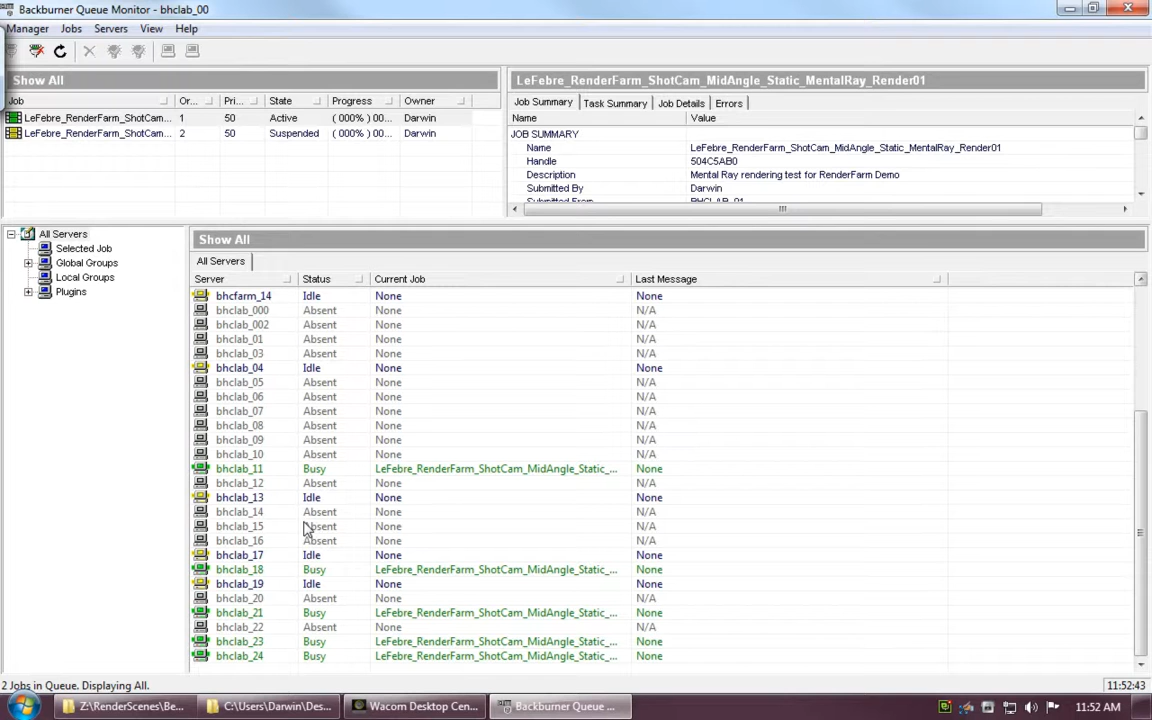 Backburner Queue Monitor - bhclab_00
Manager Jobs Servers View Help
Show All
Job Or... Pri... State Progress Owner
LeFebre_RenderFarm_ShotCam... 1 50 Active ( 000% ) 00... Darwin
LeFebre_RenderFarm_ShotCam... 2 50 Suspended ( 000% ) 00... Darwin
LeFebre_RenderFarm_ShotCam_MidAngle_Static_MentalRay_Render01
Job Summary Task Summary Job Details Errors
Name Value
JOB SUMMARY
Name LeFebre_RenderFarm_ShotCam_MidAngle_Static_MentalRay_Render01
Handle 504C5AB0
Description Mental Ray rendering test for RenderFarm Demo
Submitted By Darwin
Submitted From BHCLAB_01
All Servers
Selected Job
Global Groups
Local Groups
Plugins
Show All
All Servers
Server Status Current Job Last Message
bhcfarm_14 Idle None None
bhclab_000 Absent None N/A
bhclab_002 Absent None N/A
bhclab_01 Absent None N/A
bhclab_03 Absent None N/A
bhclab_04 Idle None None
bhclab_05 Absent None N/A
bhclab_06 Absent None N/A
bhclab_07 Absent None N/A
bhclab_08 Absent None N/A
bhclab_09 Absent None N/A
bhclab_10 Absent None N/A
bhclab_11 Busy LeFebre_RenderFarm_ShotCam_MidAngle_Static_... None
bhclab_12 Absent None N/A
bhclab_13 Idle None None
bhclab_14 Absent None N/A
bhclab_15 Absent None N/A
bhclab_16 Absent None N/A
bhclab_17 Idle None None
bhclab_18 Busy LeFebre_RenderFarm_ShotCam_MidAngle_Static_... None
bhclab_19 Idle None None
bhclab_20 Absent None N/A
bhclab_21 Busy LeFebre_RenderFarm_ShotCam_MidAngle_Static_... None
bhclab_22 Absent None N/A
bhclab_23 Busy LeFebre_RenderFarm_ShotCam_MidAngle_Static_... None
bhclab_24 Busy LeFebre_RenderFarm_ShotCam_MidAngle_Static_... None
2 Jobs in Queue. Displaying All. 11:52:43
Z:\RenderScenes\Be... C:\Users\Darwin\Des... Wacom Desktop Cen... Backburner Queue ... 11:52 AM